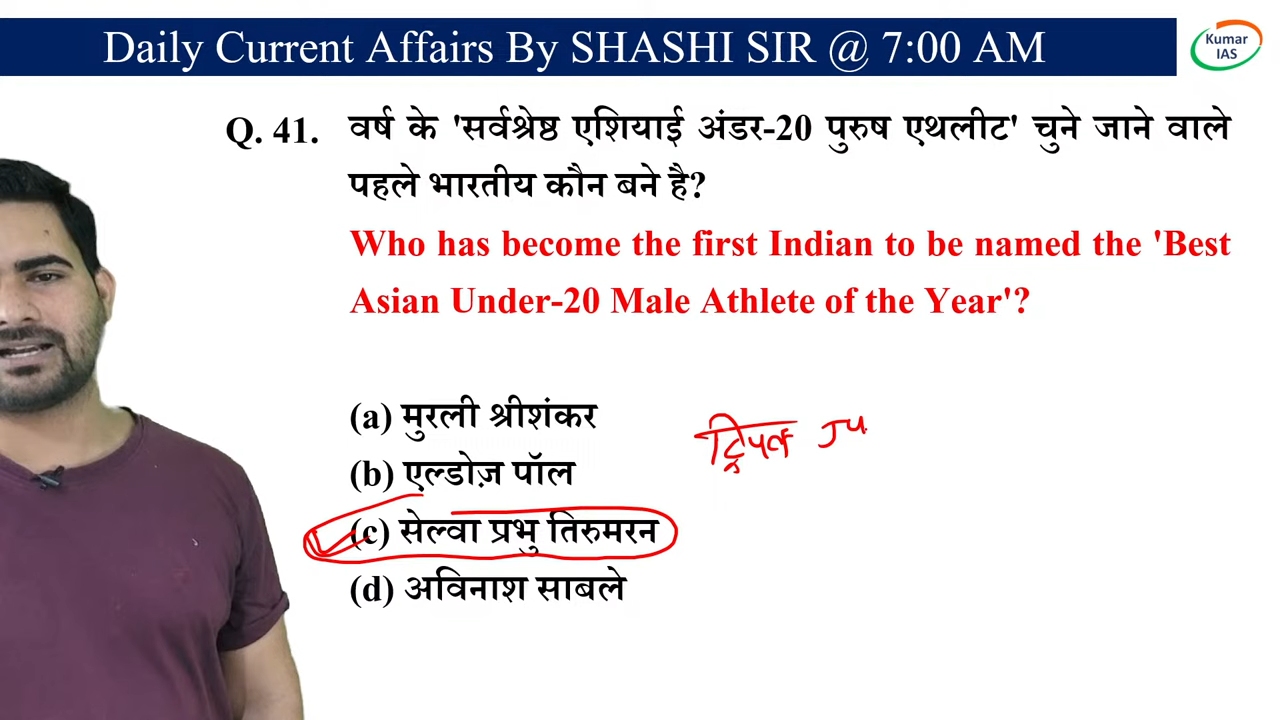 Daily Current Affairs By SHASHI SIR @ 7:00 AM
Kumar
IAS
Q. 41. वर्ष के 'सर्वश्रेष्ठ एशियाई अंडर-20 पुरुष एथलीट' चुने जाने वाले
पहले भारतीय कौन बने है?
Who has become the first Indian to be named the 'Best
Asian Under-20 Male Athlete of the Year'?
(a) मुरली श्रीशंकर
(b) एल्डोज़ पॉल
(c) सेल्वा प्रभु तिरुमरन
(d) अविनाश साबले